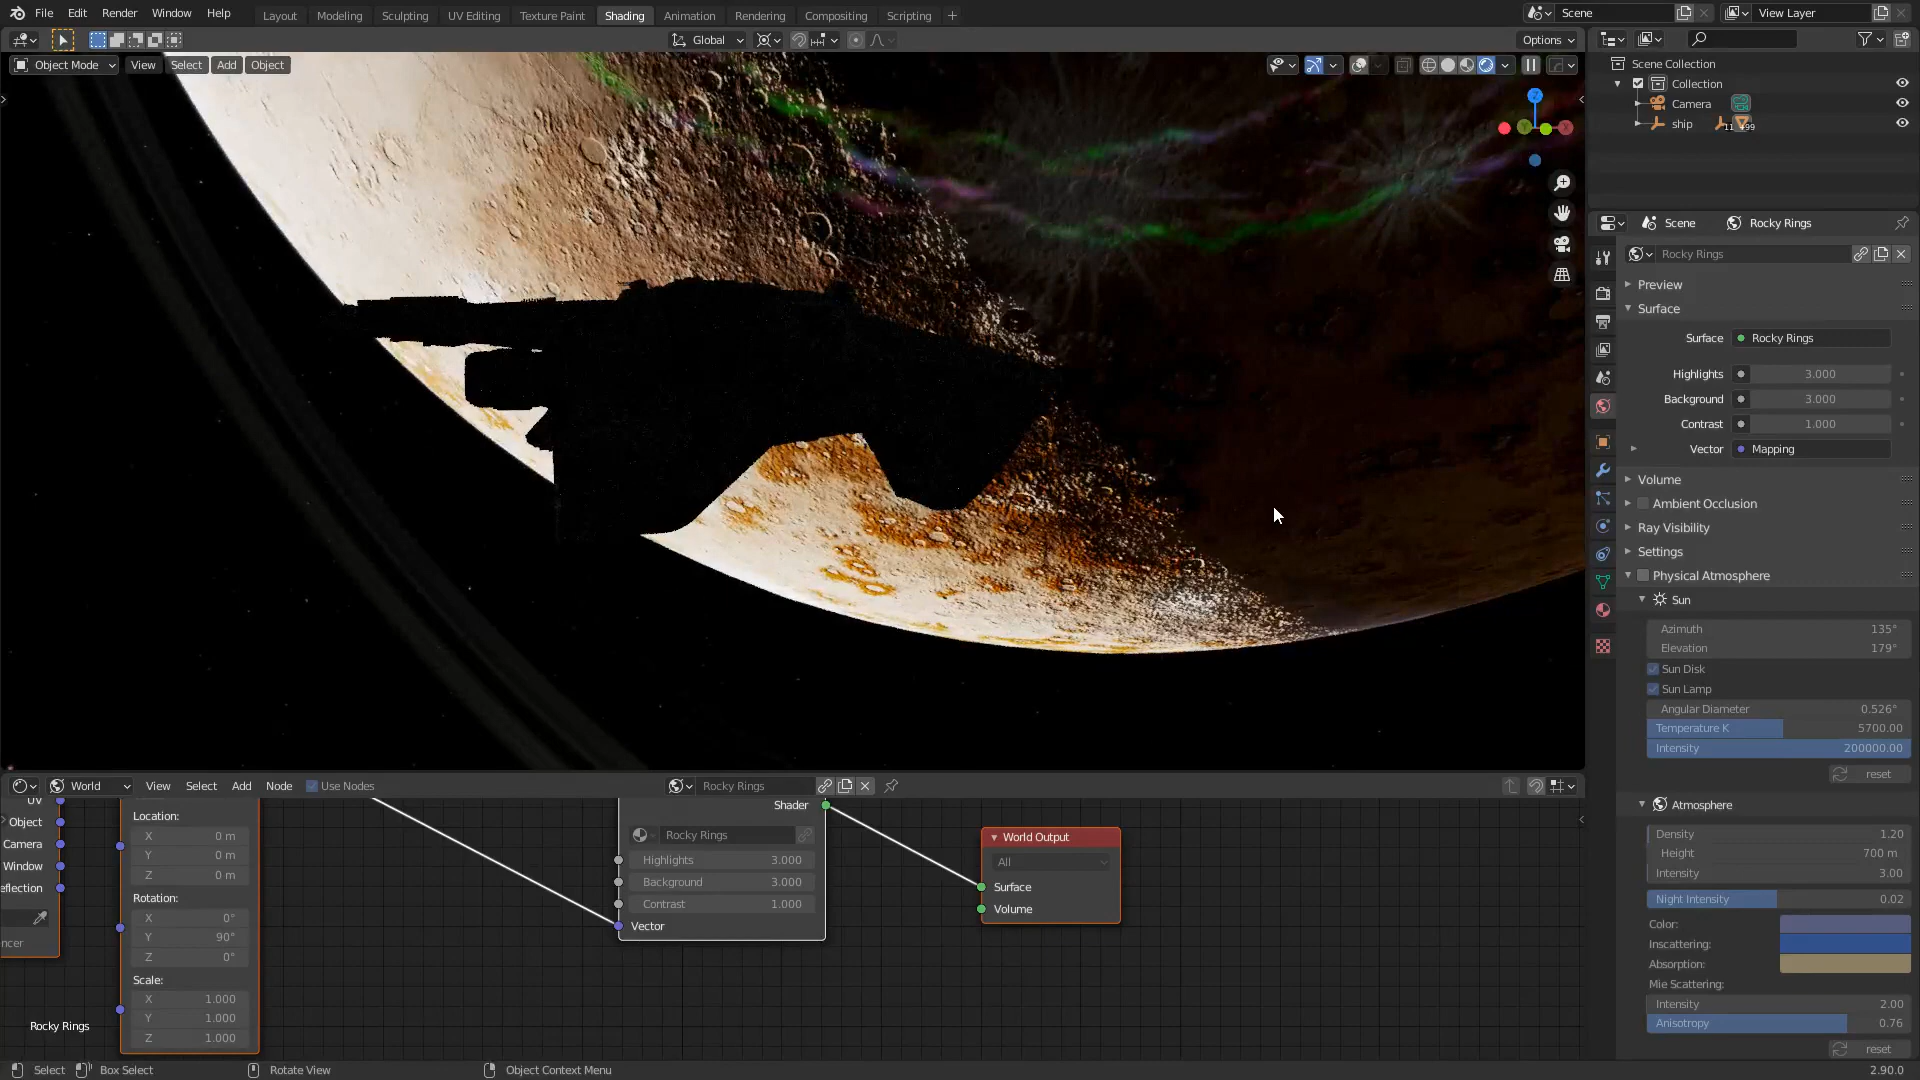 File Edit Render Window Help Layout Modeling Sculpting UV Editing Texture Paint Shading Animation Rendering Compositing Scripting + Scene View Layer
Global Options
Object Mode View Select Add Object
Scene Collection
Collection
Camera
ship 11 499
Scene Rocky Rings
Rocky Rings
Preview
Surface
Surface Rocky Rings
Highlights 3.000
Background 3.000
Contrast 1.000
Vector Mapping
Volume
Ambient Occlusion
Ray Visibility
Settings
Physical Atmosphere
Sun
Azimuth 135°
Elevation 179°
Sun Disk
Sun Lamp
Angular Diameter 0.526°
Temperature K 5700.00
Intensity 200000.00
reset
Atmosphere
Density 1.20
Height 700 m
Intensity 3.00
Night Intensity 0.02
Color:
Inscattering:
Absorption:
Mie Scattering:
Intensity 2.00
Anisotropy 0.76
reset
World View Select Add Node Use Nodes Rocky Rings
UV
Object
Camera
Window
eflection
ncer
Location:
X 0 m
Y 0 m
Z 0 m
Rotation:
X 0°
Y 90°
Z 0°
Scale:
X 1.000
Y 1.000
Z 1.000
Rocky Rings
Shader
Rocky Rings
Highlights 3.000
Background 3.000
Contrast 1.000
Vector
World Output
All
Surface
Volume
Select Box Select Rotate View Object Context Menu 2.90.0